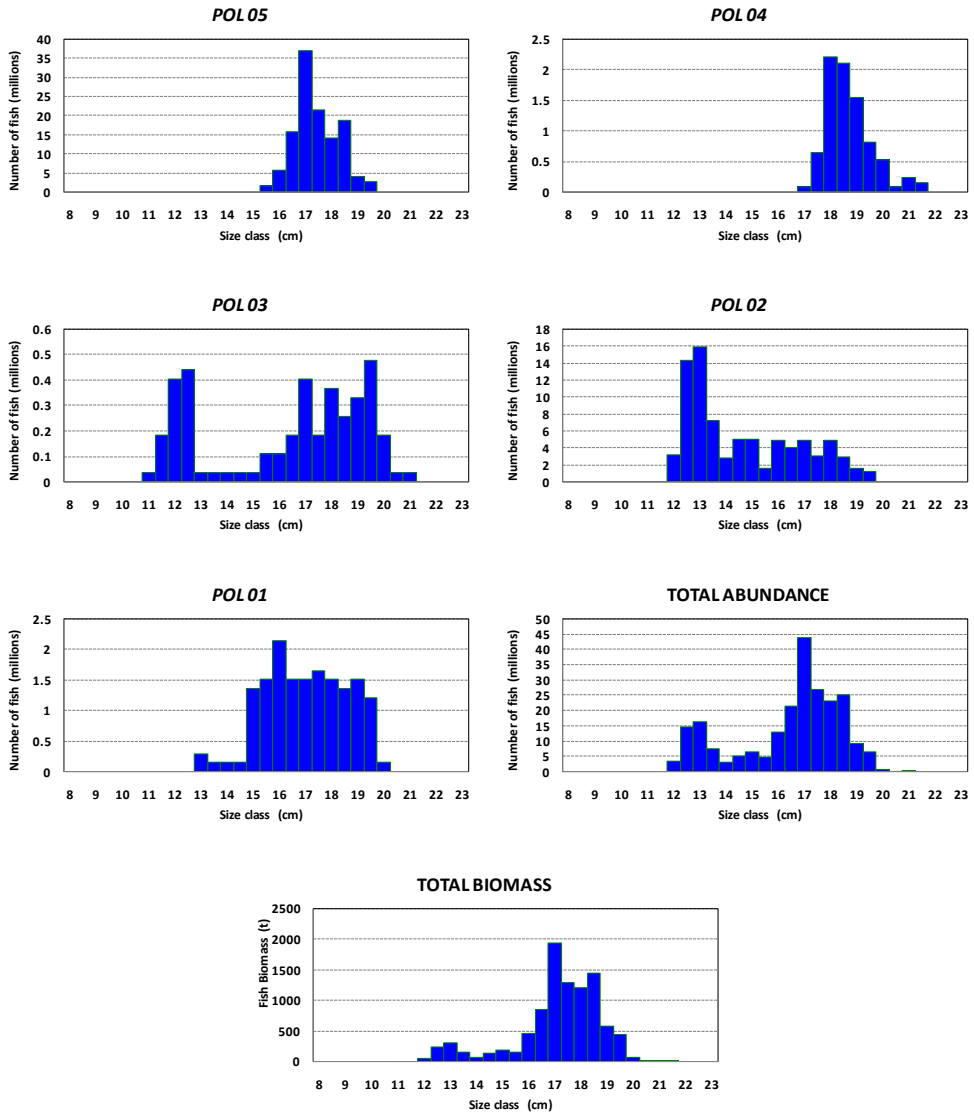 POL 05
Number of fish (millions)
40
35
30
25
20
15
10
5
0
8 9 10 11 12 13 14 15 16 17 18 19 20 21 22 23
Size class (cm)
POL 04
Number of fish (millions)
2.5
2
1.5
1
0.5
0
8 9 10 11 12 13 14 15 16 17 18 19 20 21 22 23
Size class (cm)
POL 03
Number of fish (millions)
0.6
0.5
0.4
0.3
0.2
0.1
0
8 9 10 11 12 13 14 15 16 17 18 19 20 21 22 23
Size class (cm)
POL 02
Number of fish (millions)
18
16
14
12
10
8
6
4
2
0
8 9 10 11 12 13 14 15 16 17 18 19 20 21 22 23
Size class (cm)
POL 01
Number of fish (millions)
2.5
2
1.5
1
0.5
0
8 9 10 11 12 13 14 15 16 17 18 19 20 21 22 23
Size class (cm)
TOTAL ABUNDANCE
Number of fish (millions)
50
45
40
35
30
25
20
15
10
5
0
8 9 10 11 12 13 14 15 16 17 18 19 20 21 22 23
Size class (cm)
TOTAL BIOMASS
Fish Biomass (t)
2500
2000
1500
1000
500
0
8 9 10 11 12 13 14 15 16 17 18 19 20 21 22 23
Size class (cm)